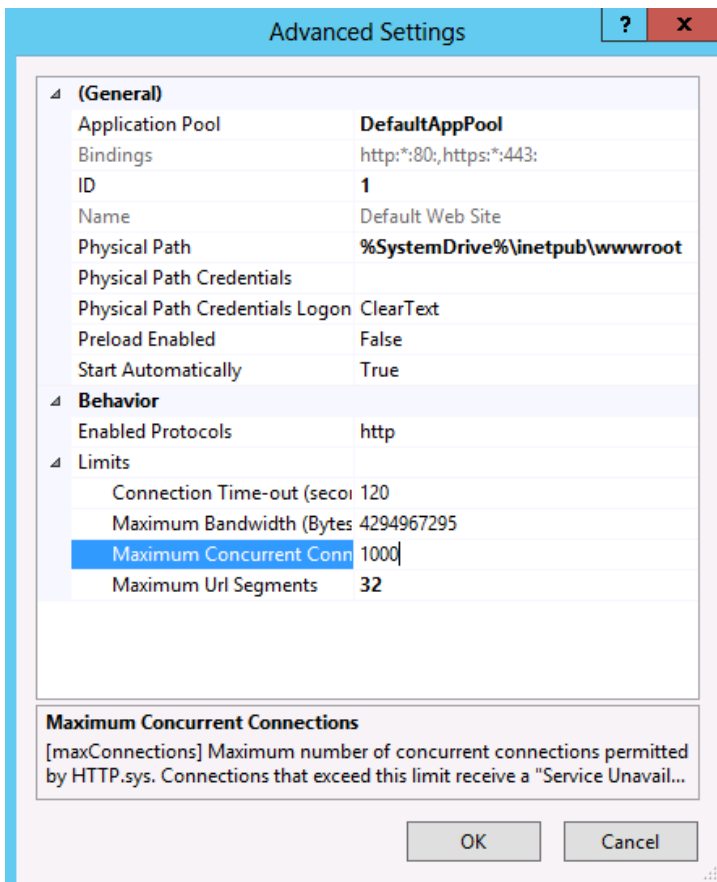 Advanced Settings
?
x
(General)
Application Pool DefaultAppPool
Bindings http:*:80:,https:*:443:
ID 1
Name Default Web Site
Physical Path %SystemDrive%\inetpub\wwwroot
Physical Path Credentials
Physical Path Credentials Logon ClearText
Preload Enabled False
Start Automatically True
Behavior
Enabled Protocols http
Limits
Connection Time-out (secon 120
Maximum Bandwidth (Bytes 4294967295
Maximum Concurrent Conn 1000
Maximum Url Segments 32
Maximum Concurrent Connections
[maxConnections] Maximum number of concurrent connections permitted
by HTTP.sys. Connections that exceed this limit receive a "Service Unavail...
OK Cancel